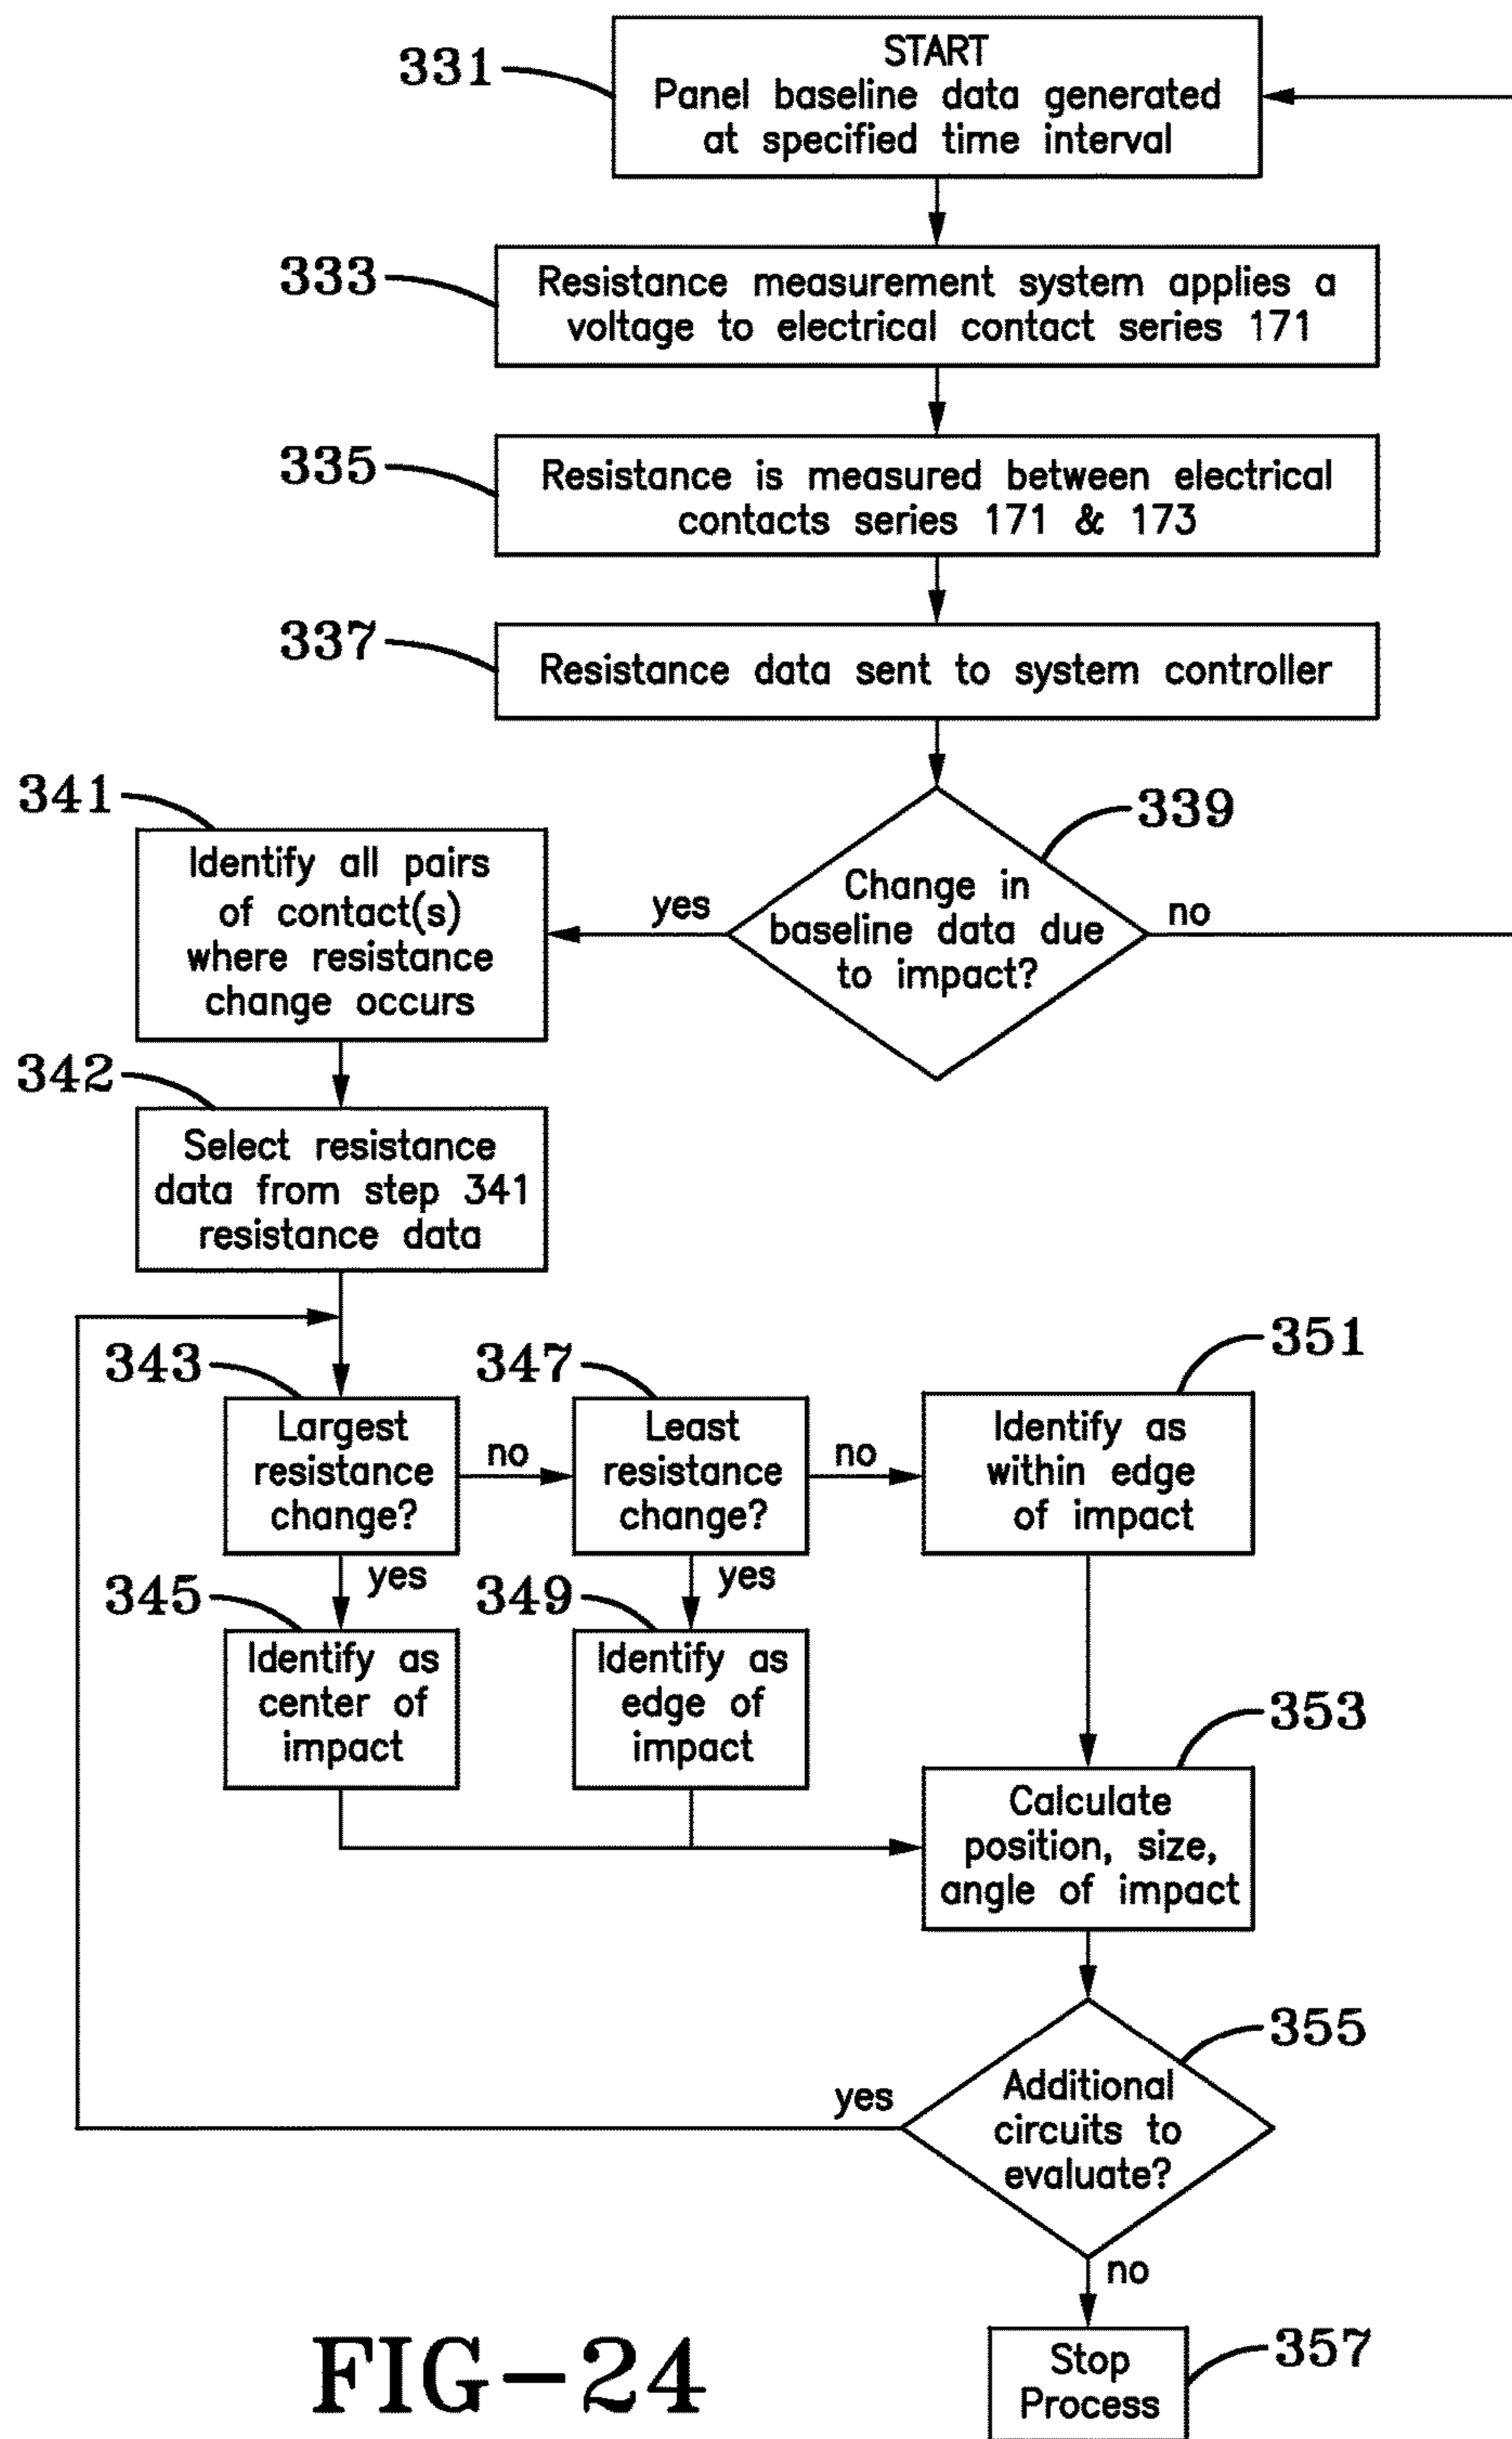 331
START
Panel baseline data generated
at specified time interval
333
Resistance measurement system applies a
voltage to electrical contact series 171
335
Resistance is measured between electrical
contacts series 171 & 173
337
Resistance data sent to system controller
339
Change in
baseline data due
to impact?
yes
no
341
Identify all pairs
of contact(s)
where resistance
change occurs
342
Select resistance
data from step 341
resistance data
343
Largest
resistance
change?
no
yes
347
Least
resistance
change?
no
yes
351
Identify as
within edge
of impact
345
Identify as
center of
impact
349
Identify as
edge of
impact
353
Calculate
position, size,
angle of impact
355
Additional
circuits to
evaluate?
yes
no
357
Stop
Process
FIG-24